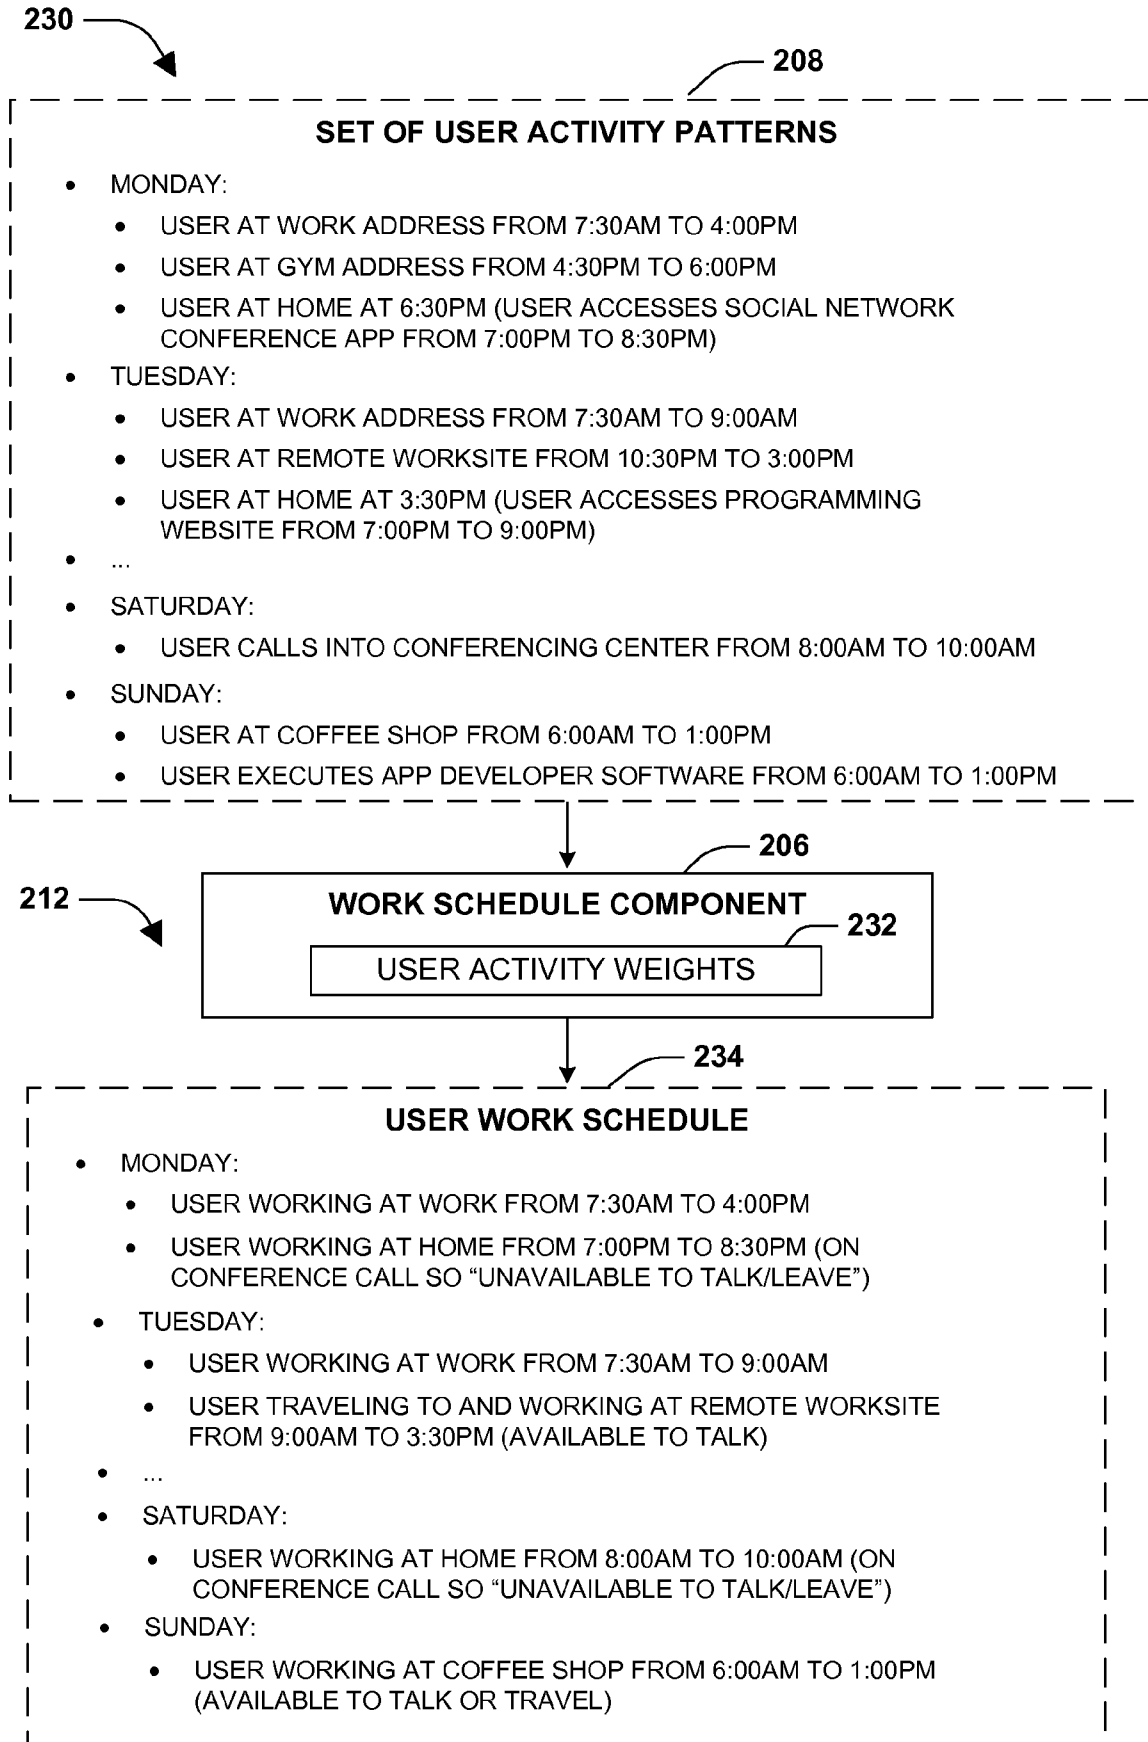 230
208
SET OF USER ACTIVITY PATTERNS
• MONDAY:
• USER AT WORK ADDRESS FROM 7:30AM TO 4:00PM
• USER AT GYM ADDRESS FROM 4:30PM TO 6:00PM
• USER AT HOME AT 6:30PM (USER ACCESSES SOCIAL NETWORK
CONFERENCE APP FROM 7:00PM TO 8:30PM)
• TUESDAY:
• USER AT WORK ADDRESS FROM 7:30AM TO 9:00AM
• USER AT REMOTE WORKSITE FROM 10:30PM TO 3:00PM
• USER AT HOME AT 3:30PM (USER ACCESSES PROGRAMMING
WEBSITE FROM 7:00PM TO 9:00PM)
• ...
• SATURDAY:
• USER CALLS INTO CONFERENCING CENTER FROM 8:00AM TO 10:00AM
• SUNDAY:
• USER AT COFFEE SHOP FROM 6:00AM TO 1:00PM
• USER EXECUTES APP DEVELOPER SOFTWARE FROM 6:00AM TO 1:00PM
206
212
WORK SCHEDULE COMPONENT
232
USER ACTIVITY WEIGHTS
234
USER WORK SCHEDULE
• MONDAY:
• USER WORKING AT WORK FROM 7:30AM TO 4:00PM
• USER WORKING AT HOME FROM 7:00PM TO 8:30PM (ON
CONFERENCE CALL SO “UNAVAILABLE TO TALK/LEAVE”)
• TUESDAY:
• USER WORKING AT WORK FROM 7:30AM TO 9:00AM
• USER TRAVELING TO AND WORKING AT REMOTE WORKSITE
FROM 9:00AM TO 3:30PM (AVAILABLE TO TALK)
• ...
• SATURDAY:
• USER WORKING AT HOME FROM 8:00AM TO 10:00AM (ON
CONFERENCE CALL SO “UNAVAILABLE TO TALK/LEAVE”)
• SUNDAY:
• USER WORKING AT COFFEE SHOP FROM 6:00AM TO 1:00PM
(AVAILABLE TO TALK OR TRAVEL)